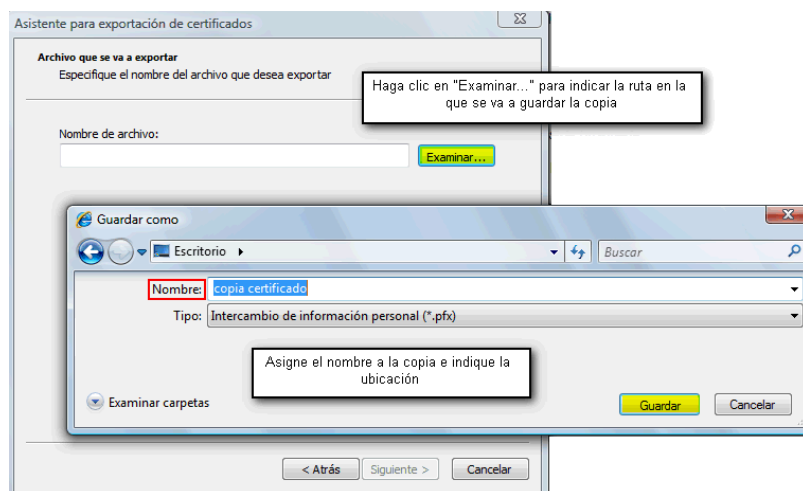 Asistente para exportación de certificados
Archivo que se va a exportar
Especifique el nombre del archivo que desea exportar
Haga clic en "Examinar..." para indicar la ruta en la
que se va a guardar la copia
Nombre de archivo:
Examinar...
Guardar como
Escritorio
Buscar
Nombre: copia certificado
Tipo: Intercambio de información personal (*.pfx)
Asigne el nombre a la copia e indique la
ubicación
Examinar carpetas
Guardar
Cancelar
< Atrás
Siguiente >
Cancelar